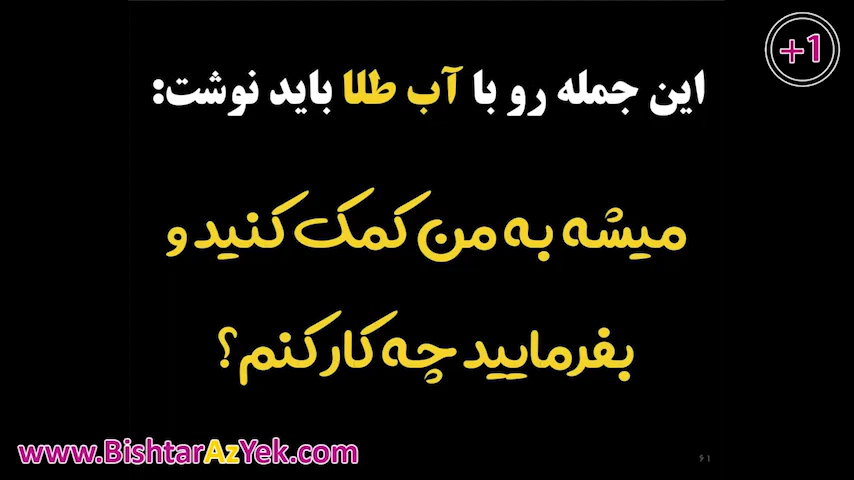 +1
این جمله رو با آب طلا باید نوشت:
میشه به من کمک کنید و
بفرمایید چه کار کنم؟
www.BishtarAzYek.com
۶۱